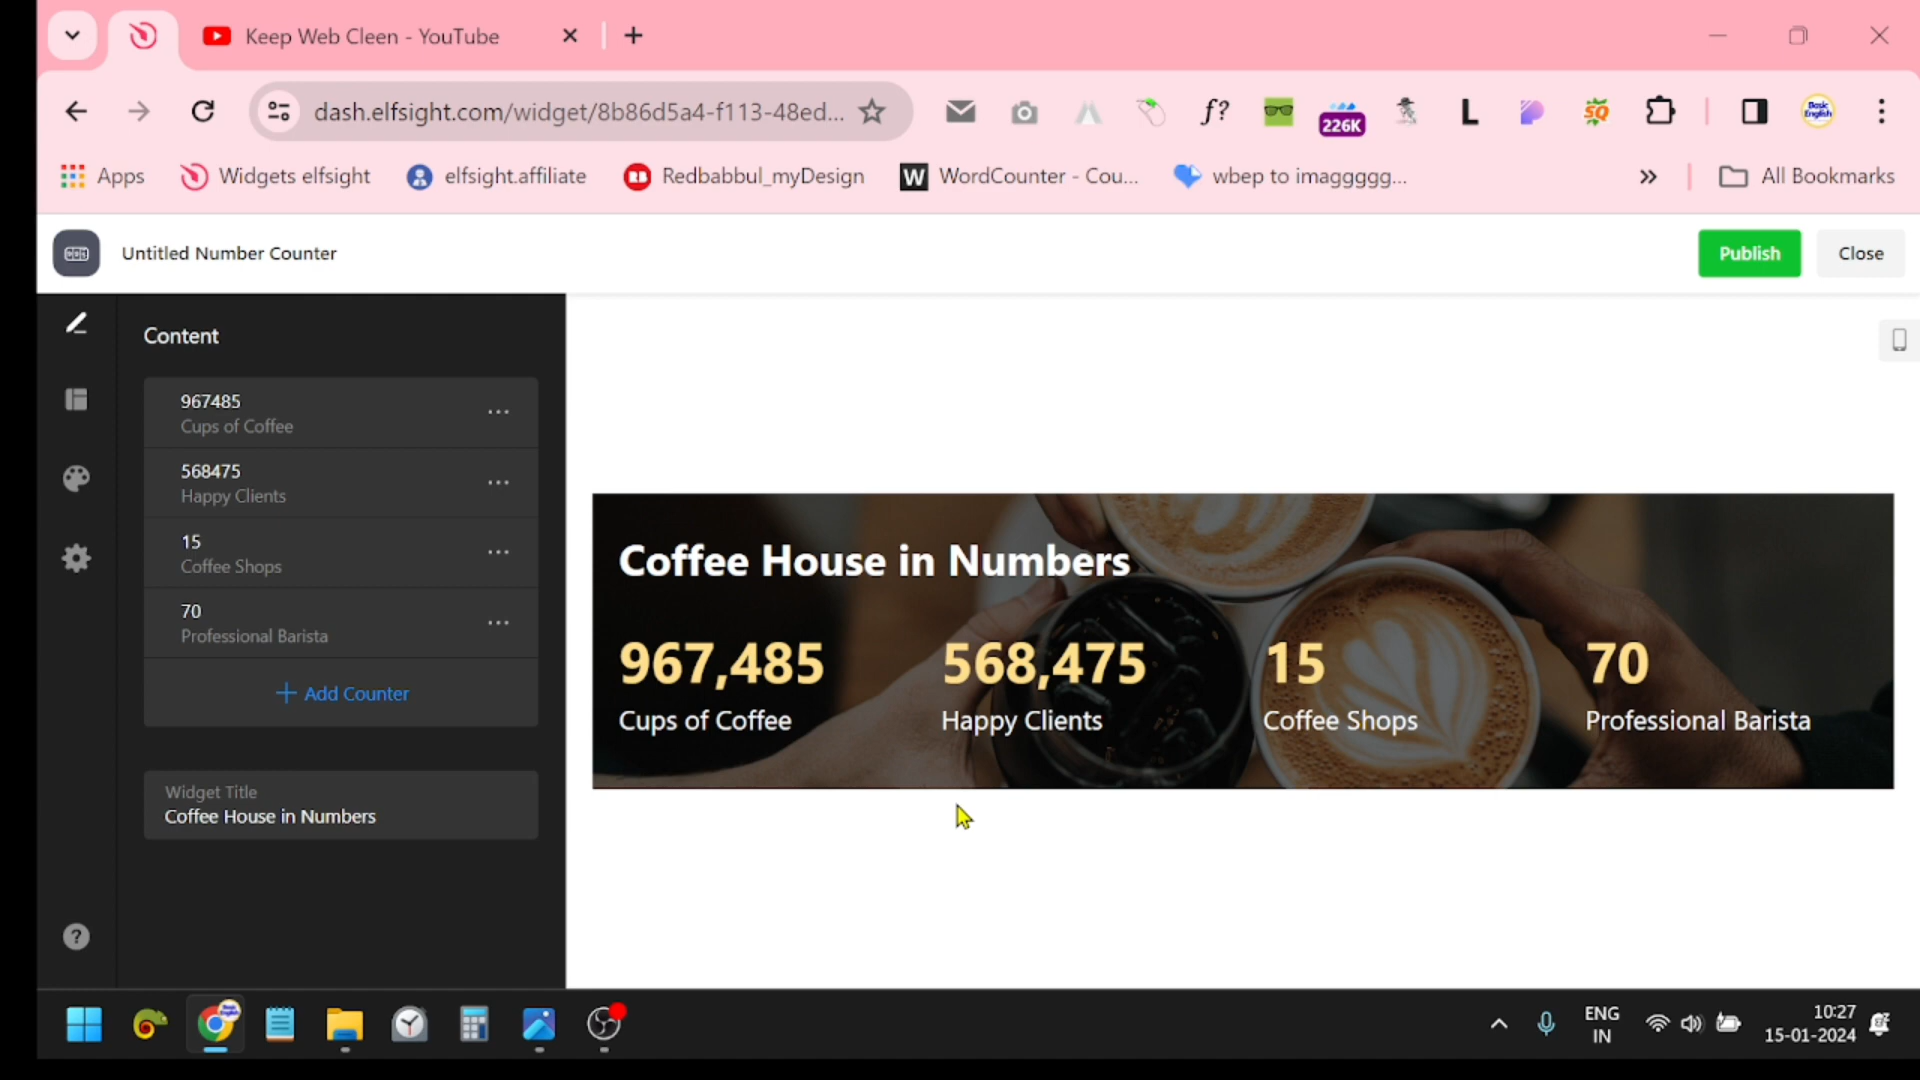 Keep Web Cleen - YouTube
dash.elfsight.com/widget/8b86d5a4-f113-48ed...
f?
226K
L
SQ
Basic English
Apps
Widgets elfsight
elfsight.affiliate
Redbabbul_myDesign
W
WordCounter - Cou...
wbep to imaggggg...
All Bookmarks
Untitled Number Counter
Publish
Close
Content
967485
Cups of Coffee
568475
Happy Clients
15
Coffee Shops
70
Professional Barista
Add Counter
Widget Title
Coffee House in Numbers
Coffee House in Numbers
967,485
568,475
15
70
Cups of Coffee
Happy Clients
Coffee Shops
Professional Barista
?
ENG
IN
10:27
15-01-2024